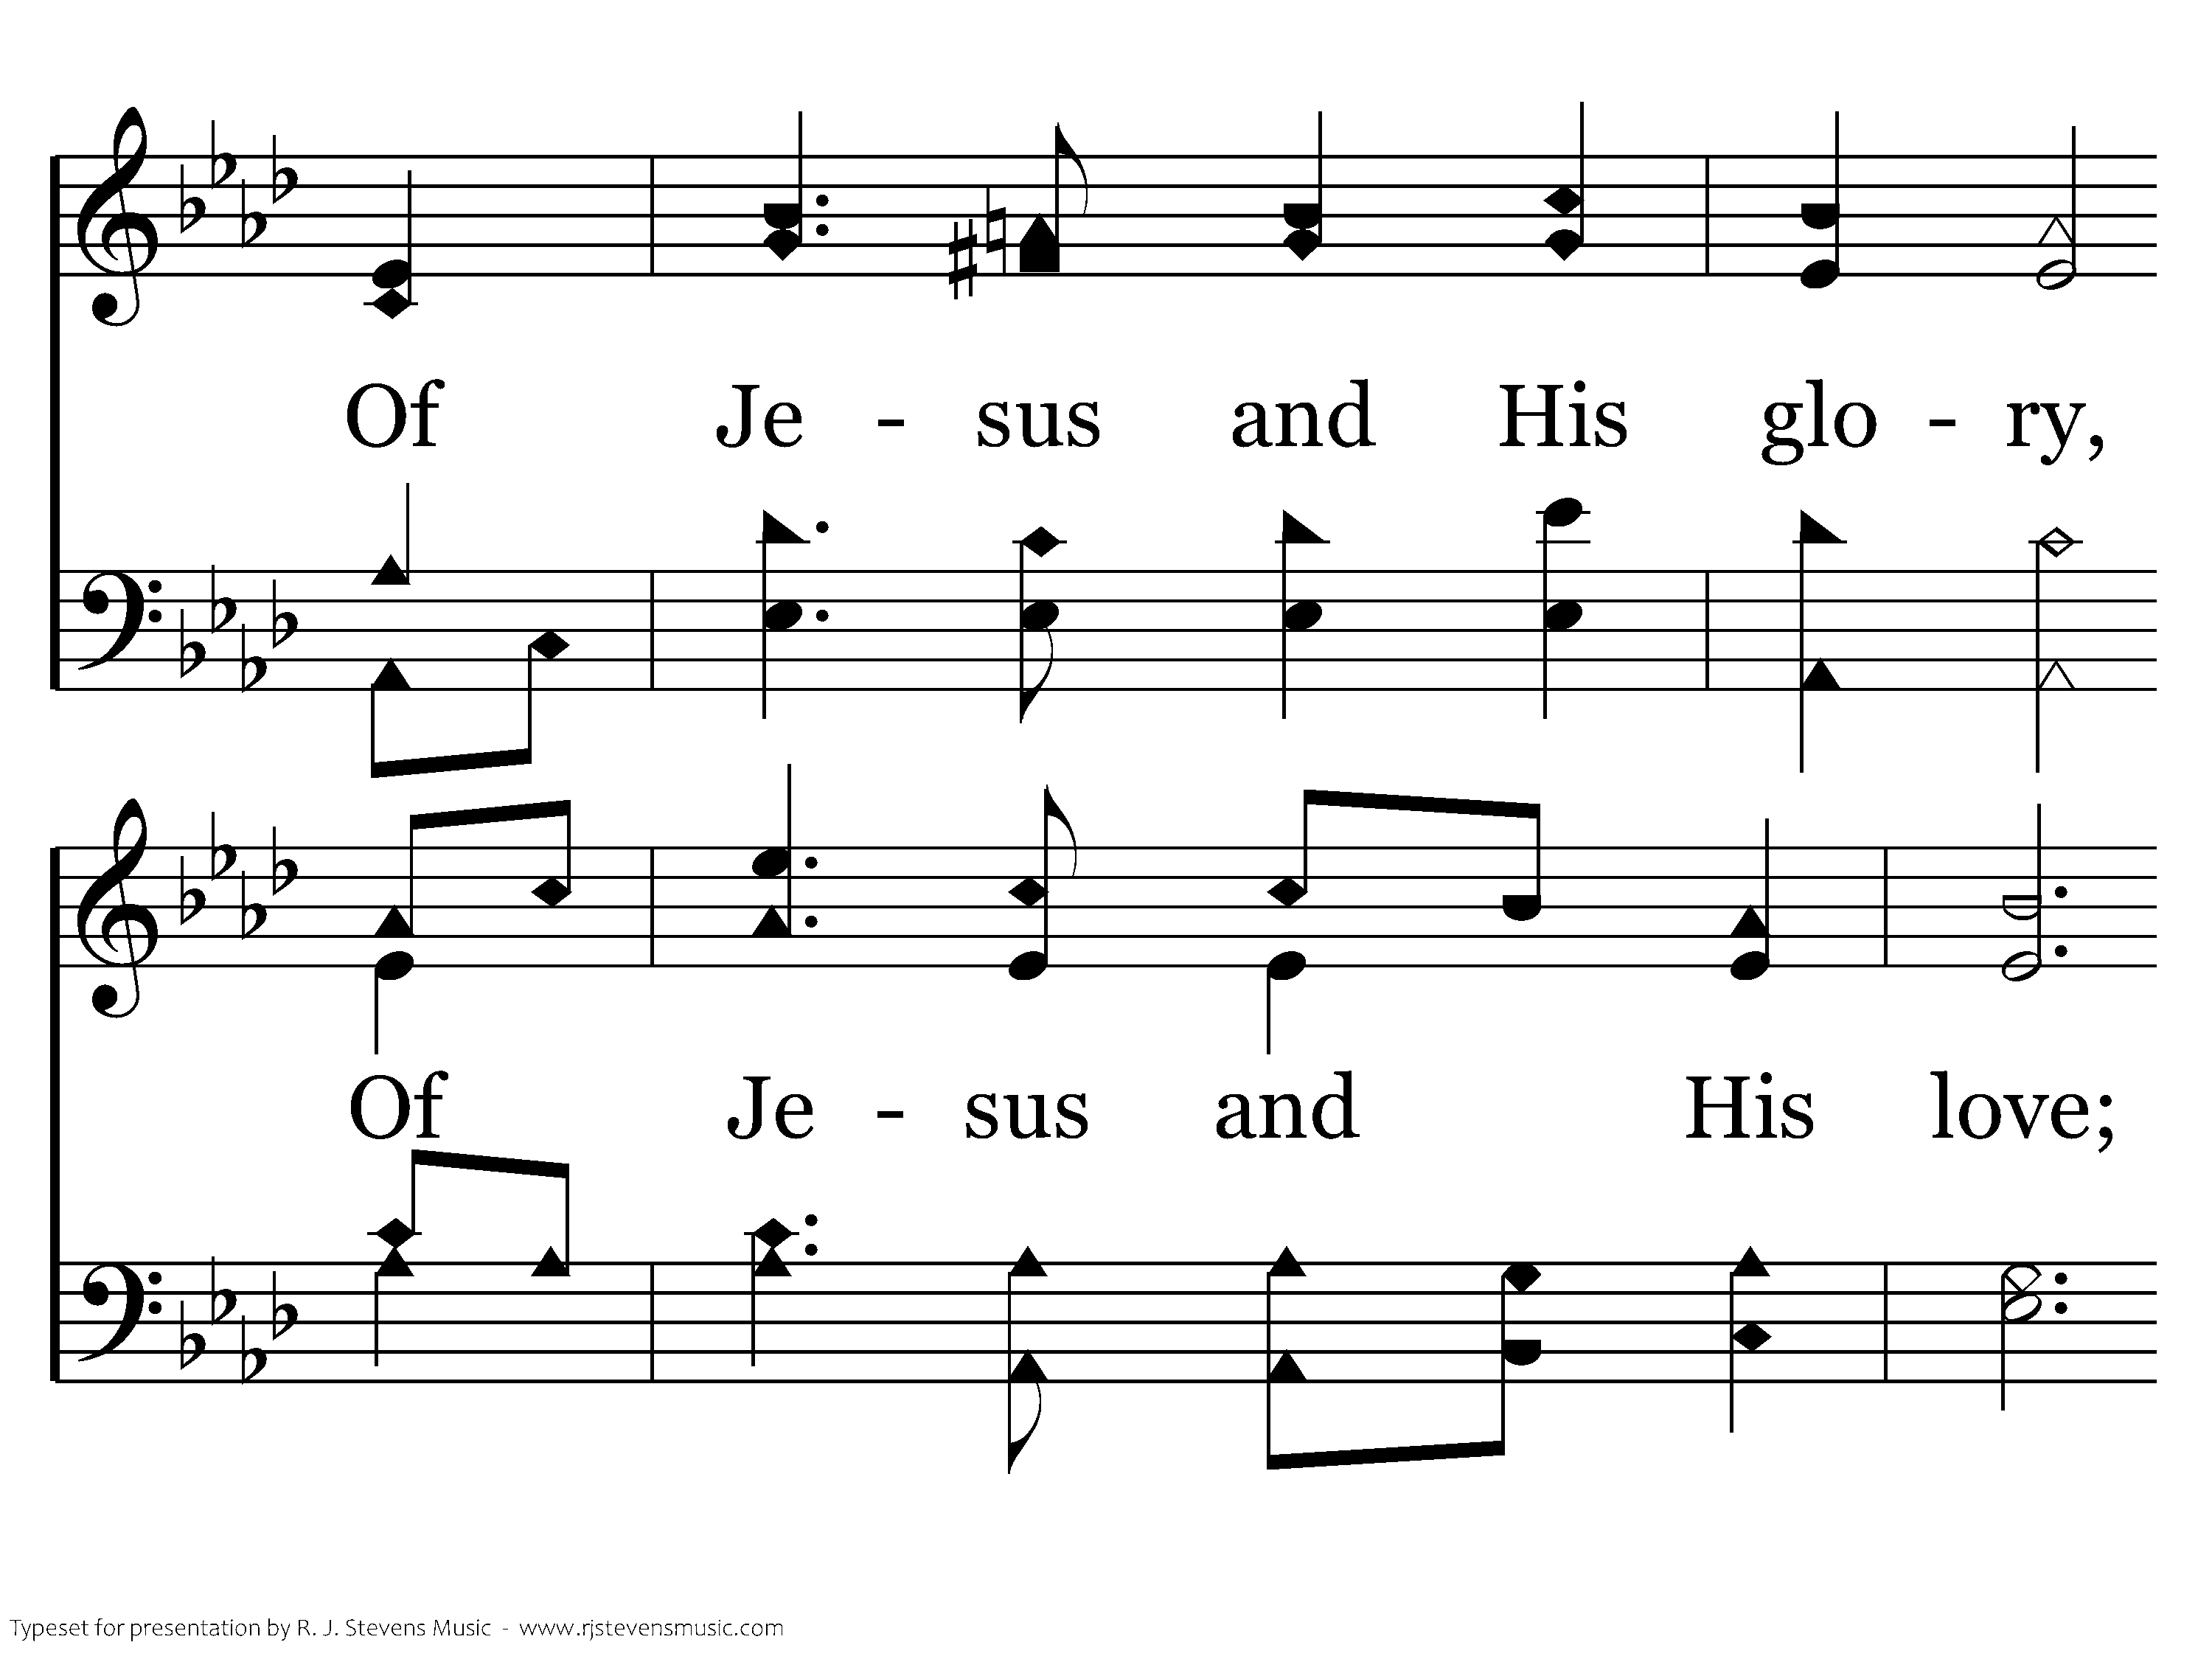 Of Je - sus and His glo - ry,
Of Je - sus and His love;
Typeset for presentation by R. J. Stevens Music - www.rjstevensmusic.com